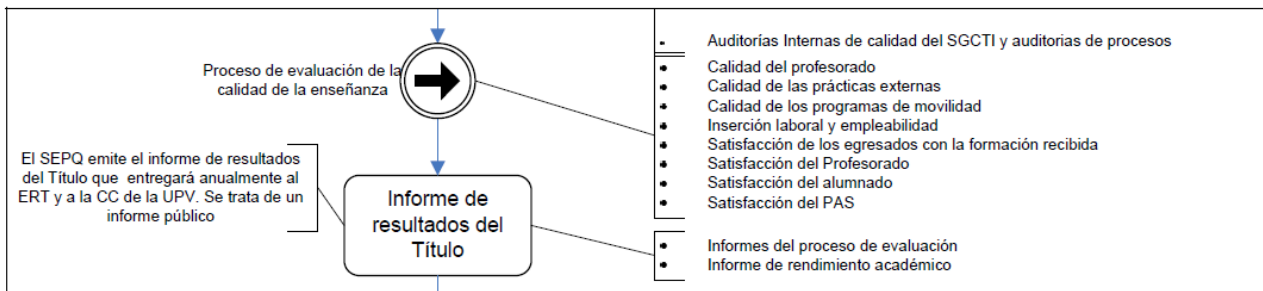 - Auditorías Internas de calidad del SGCTI y auditorias de procesos
Proceso de evaluación de la
calidad de la enseñanza
• Calidad del profesorado
• Calidad de las prácticas externas
• Calidad de los programas de movilidad
• Inserción laboral y empleabilidad
• Satisfacción de los egresados con la formación recibida
• Satisfacción del Profesorado
• Satisfacción del alumnado
• Satisfacción del PAS
El SEPQ emite el informe de resultados
del Título que entregará anualmente al
ERT y a la CC de la UPV. Se trata de un
informe público
Informe de
resultados del
Título
• Informes del proceso de evaluación
• Informe de rendimiento académico